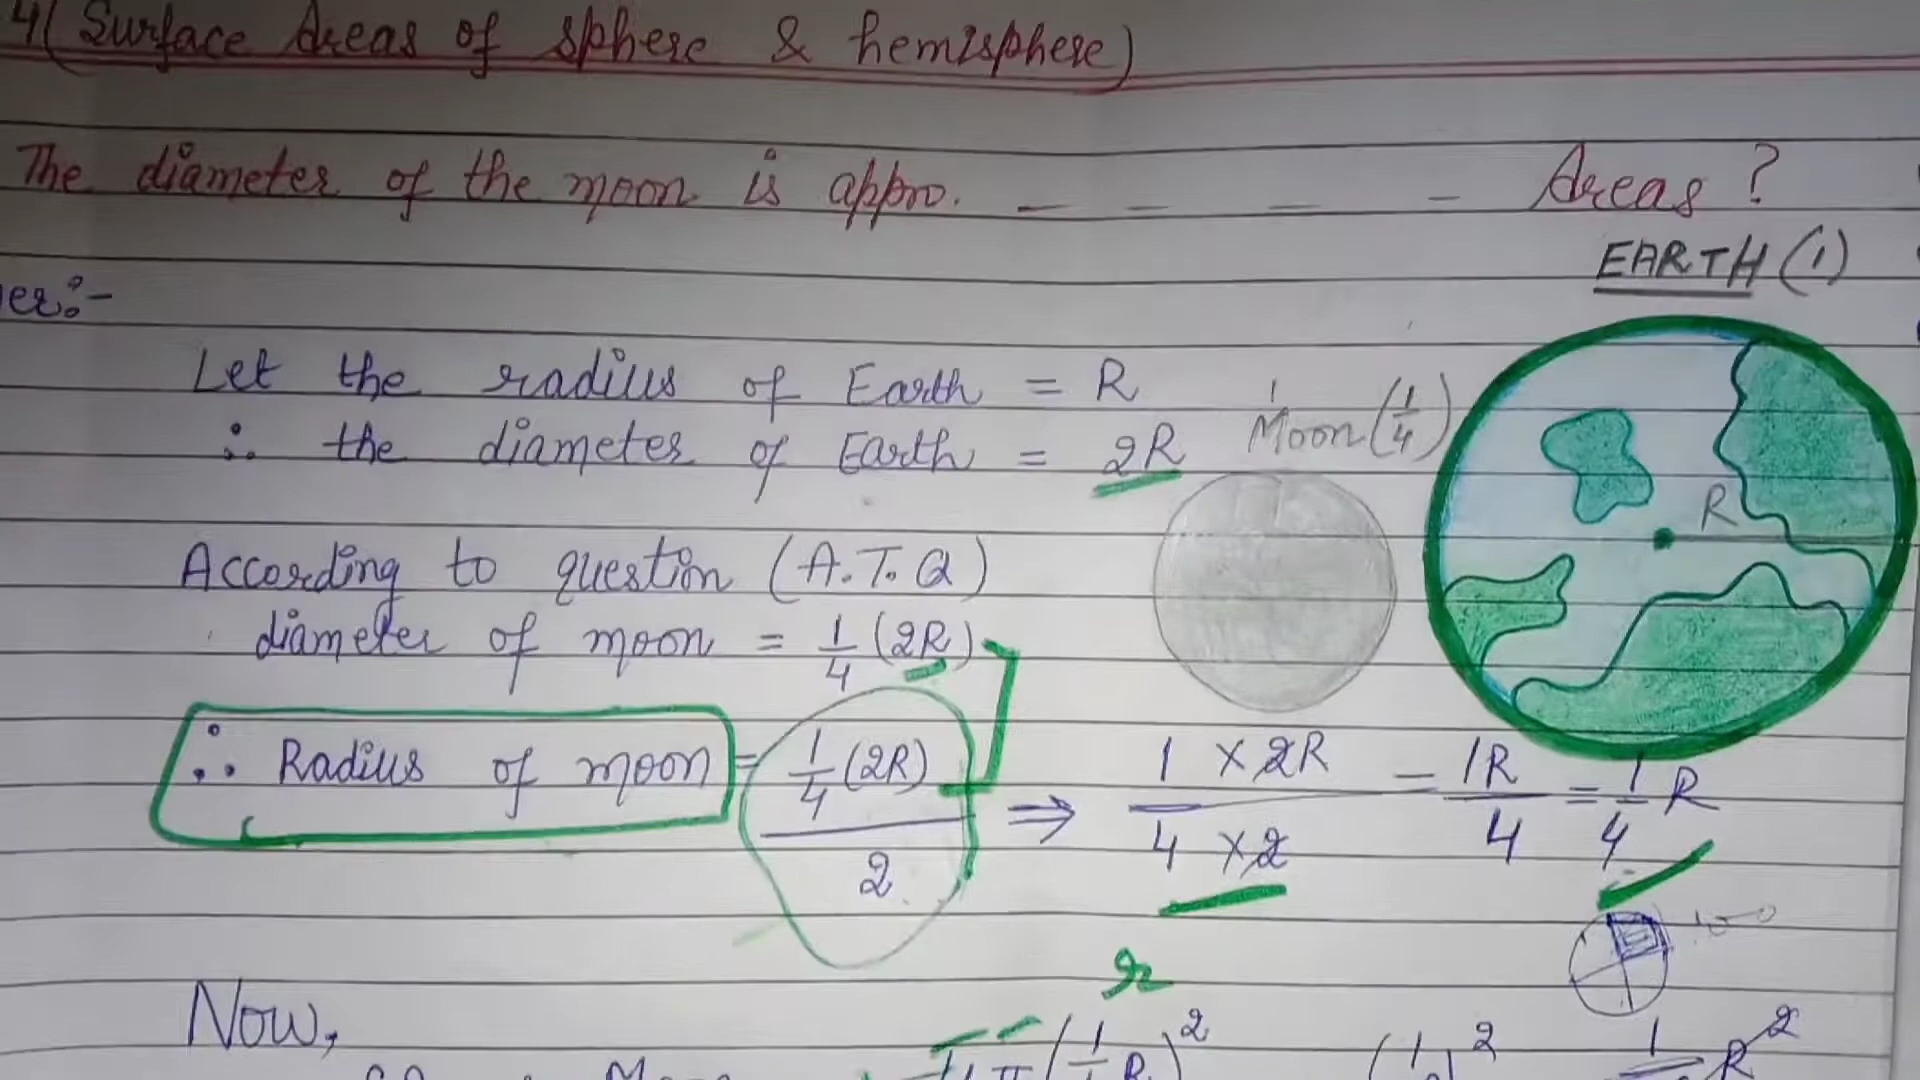 4( Surface Areas of sphere & hemisphere)
The diameter of the moon is appro. _ _ _ _ Areas ?
EARTH (1)
er:-
Let the radius of Earth = R
Moon (1/4)
∴ the diameter of Earth = 2R
R
According to question (A.T.Q)
diameter of moon = 1/4 (2R)
∴ Radius of moon = 1/4 (2R) / 2 ⇒ 1 × 2R / 4 × 2 = 1R / 4 = 1/4 R
r
Now,